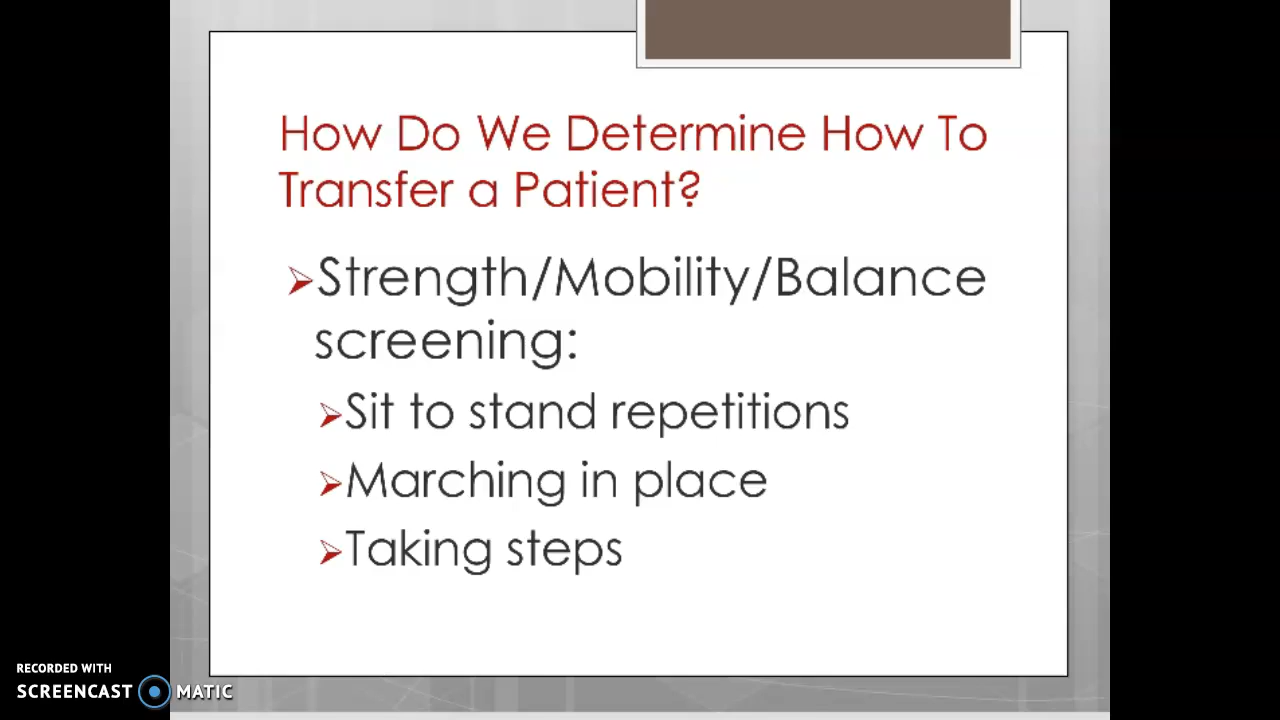 How Do We Determine How To
Transfer a Patient?
Strength/Mobility/Balance
screening:
Sit to stand repetitions
Marching in place
Taking steps
RECORDED WITH
SCREENCAST MATIC